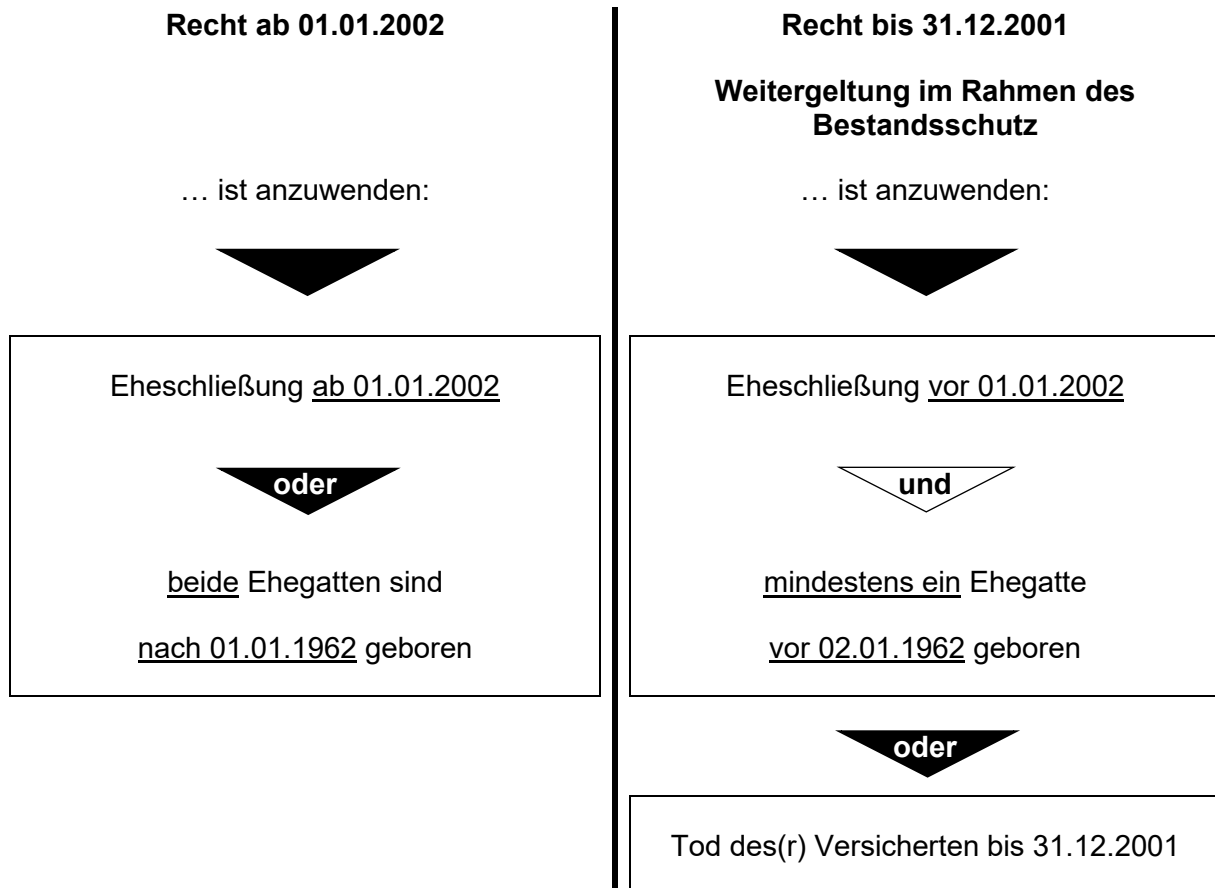 Recht ab 01.01.2002
… ist anzuwenden:
Eheschließung ab 01.01.2002
oder
beide Ehegatten sind
nach 01.01.1962 geboren
Recht bis 31.12.2001
Weitergeltung im Rahmen des
Bestandsschutz
… ist anzuwenden:
Eheschließung vor 01.01.2002
und
mindestens ein Ehegatte
vor 02.01.1962 geboren
oder
Tod des(r) Versicherten bis 31.12.2001